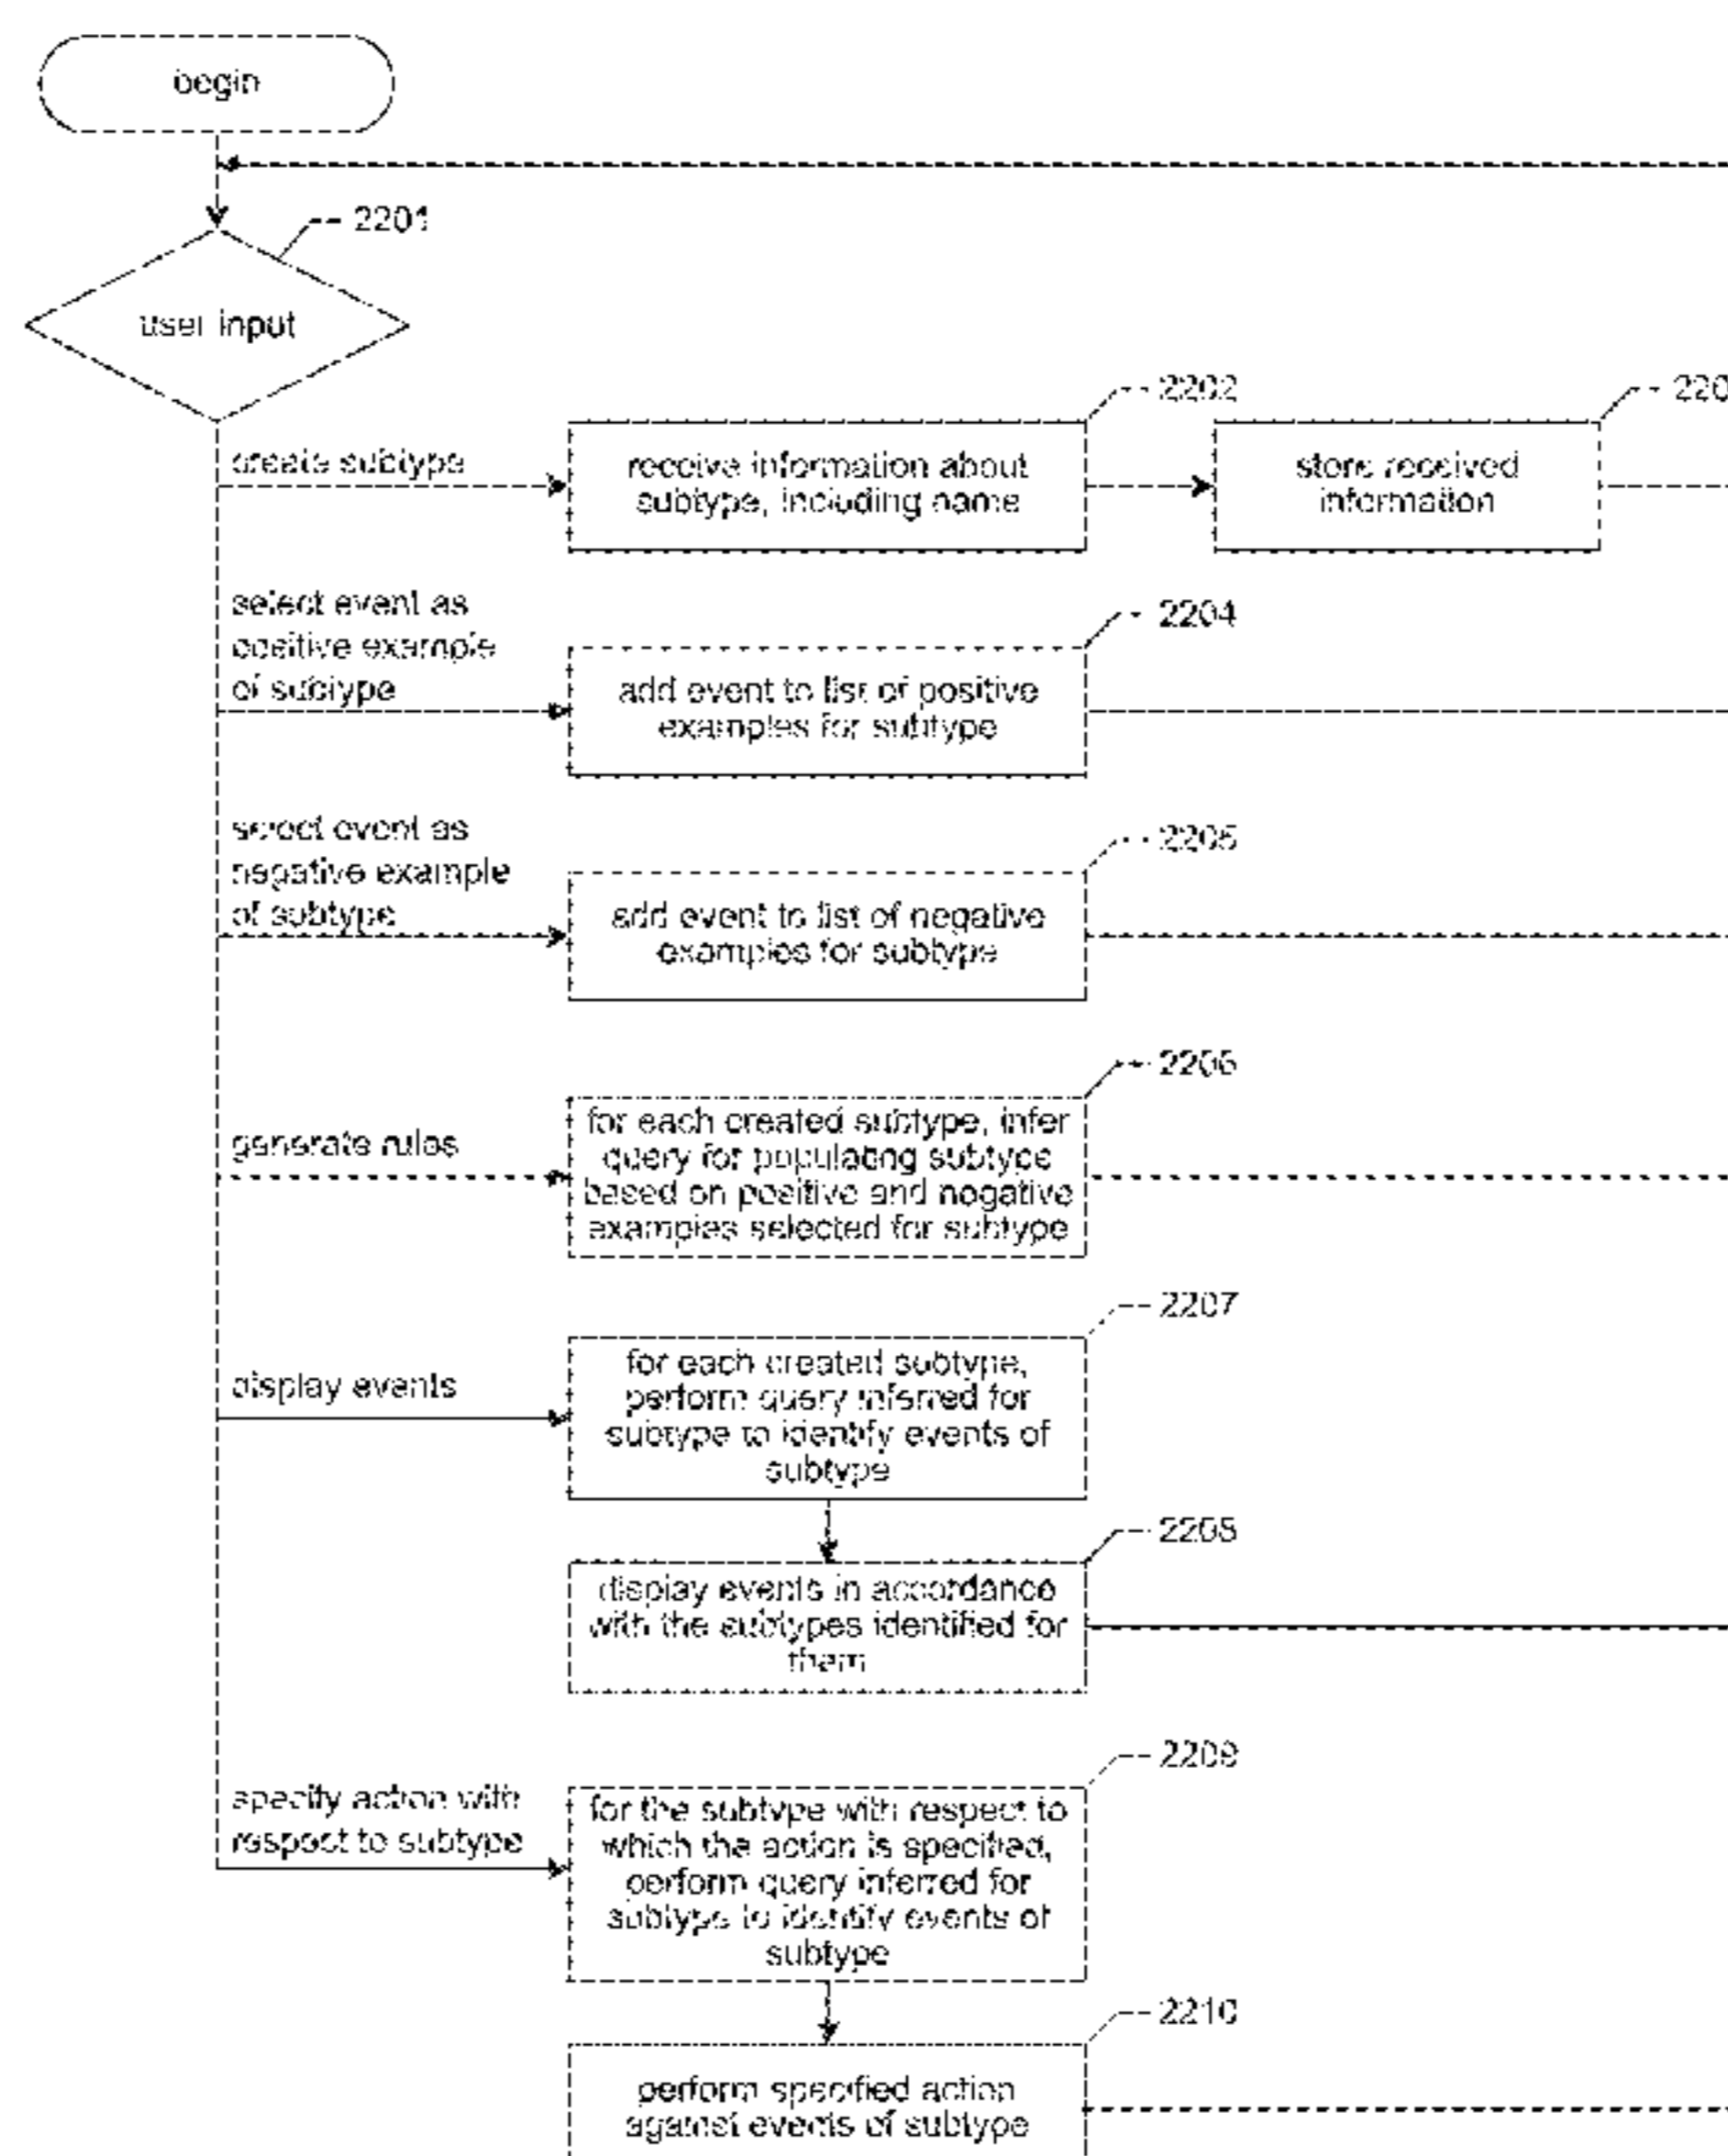 begin
2201
user input
2202
220
create subtype
receive information about
subtype, including name
store received
information
select event as
positive example
of subtype
2204
add event to list of positive
examples for subtype
select event as
negative example
of subtype
2205
add event to list of negative
examples for subtype
2206
generate rules
for each created subtype, infer
query for populating subtype
based on positive and negative
examples selected for subtype
2207
display events
for each created subtype,
perform query inferred for
subtype to identify events of
subtype
2208
display events in accordance
with the subtypes identified for
them
2209
specify action with
respect to subtype
for the subtype with respect to
which the action is specified,
perform query inferred for
subtype to identify events of
subtype
2210
perform specified action
against events of subtype